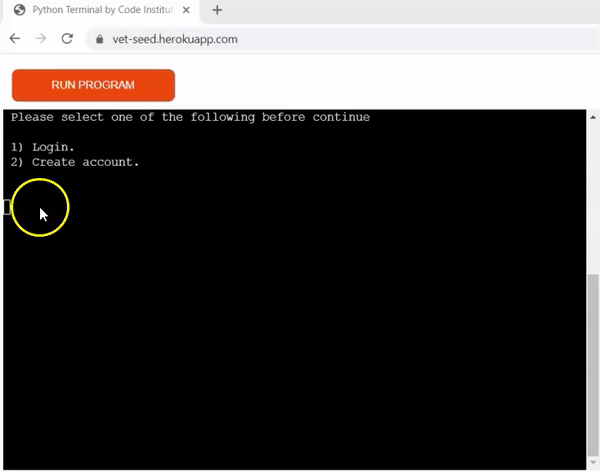 Python Terminal by Code Institut
vet-seed.herokuapp.com
RUN PROGRAM
Please select one of the following before continue
1) Login.
2) Create account.